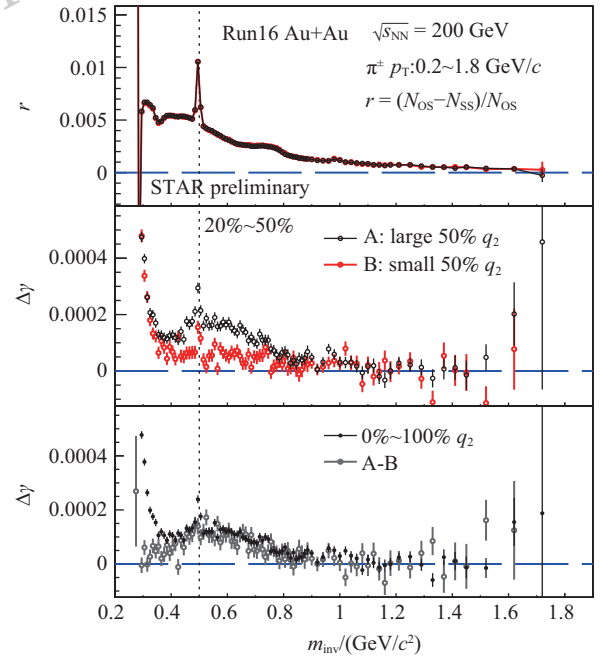 Run16 Au+Au √sNN = 200 GeV
π± pT:0.2~1.8 GeV/c
r = (NOS−NSS)/NOS
0.015
0.01
0.005
0
r
STAR preliminary
20%~50%
A: large 50% q2
B: small 50% q2
0.0004
0.0002
0
Δγ
0%~100% q2
A-B
0.0004
0.0002
0
Δγ
0.2 0.4 0.6 0.8 1 1.2 1.4 1.6 1.8
minv/(GeV/c2)